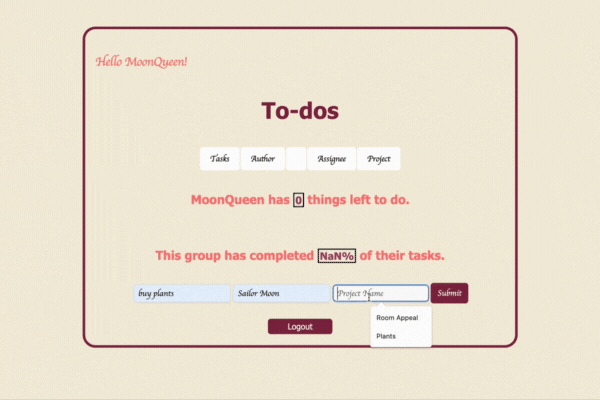 Hello MoonQueen!
To-dos
Tasks Author Assignee Project
MoonQueen has 0 things left to do.
This group has completed NaN% of their tasks.
buy plants Sailor Moon Project Name Submit
Room Appeal
Plants
Logout